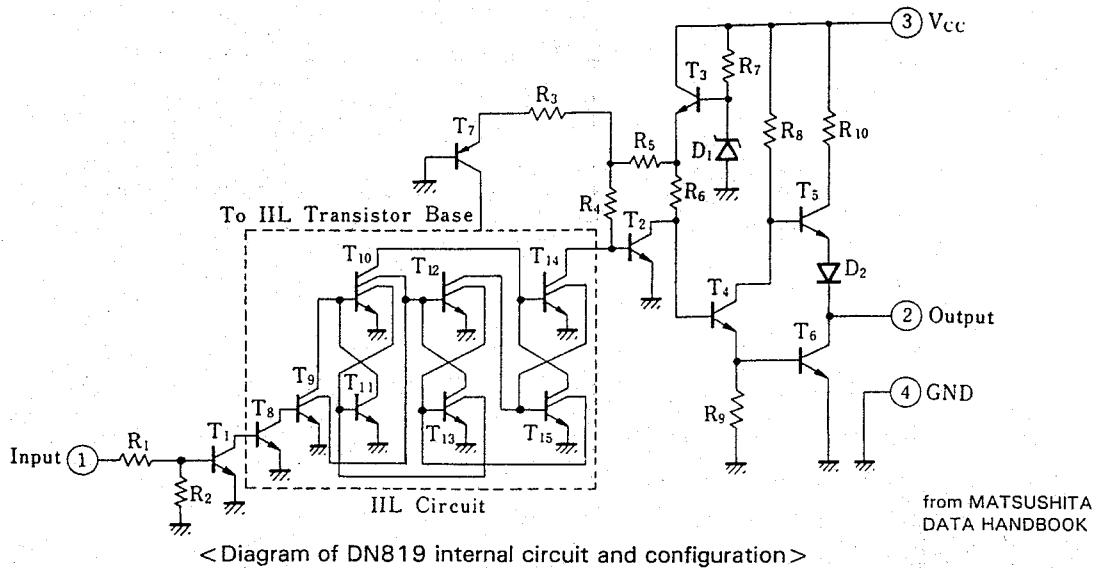 3 VCC
T3
R7
R3
T7
R8
R10
R5
D1
R6
T5
R4
T2
To IIL Transistor Base
D2
T10
T12
T14
T4
2 Output
T6
T9
T11
4 GND
T8
R9
T13
T15
R1
T1
Input 1
R2
IIL Circuit
from MATSUSHITA
DATA HANDBOOK
<Diagram of DN819 internal circuit and configuration>